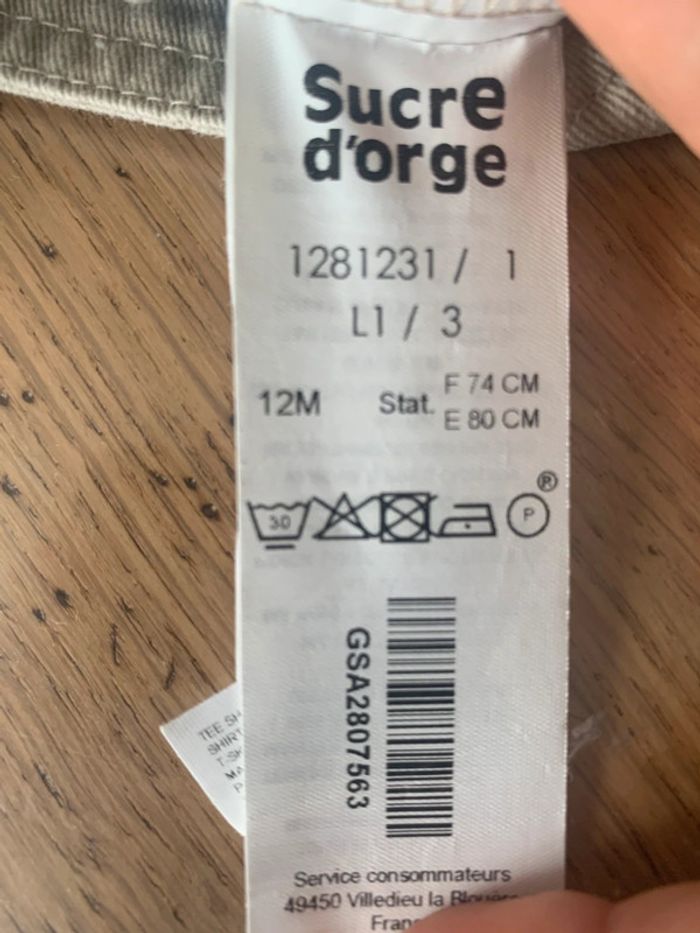 Sucre
d'orge
1281231 / 1
L1 / 3
12M Stat. F 74 CM
E 80 CM
®
30 P
GSA2807563
TEE
Service consommateurs
49450 Villedieu la